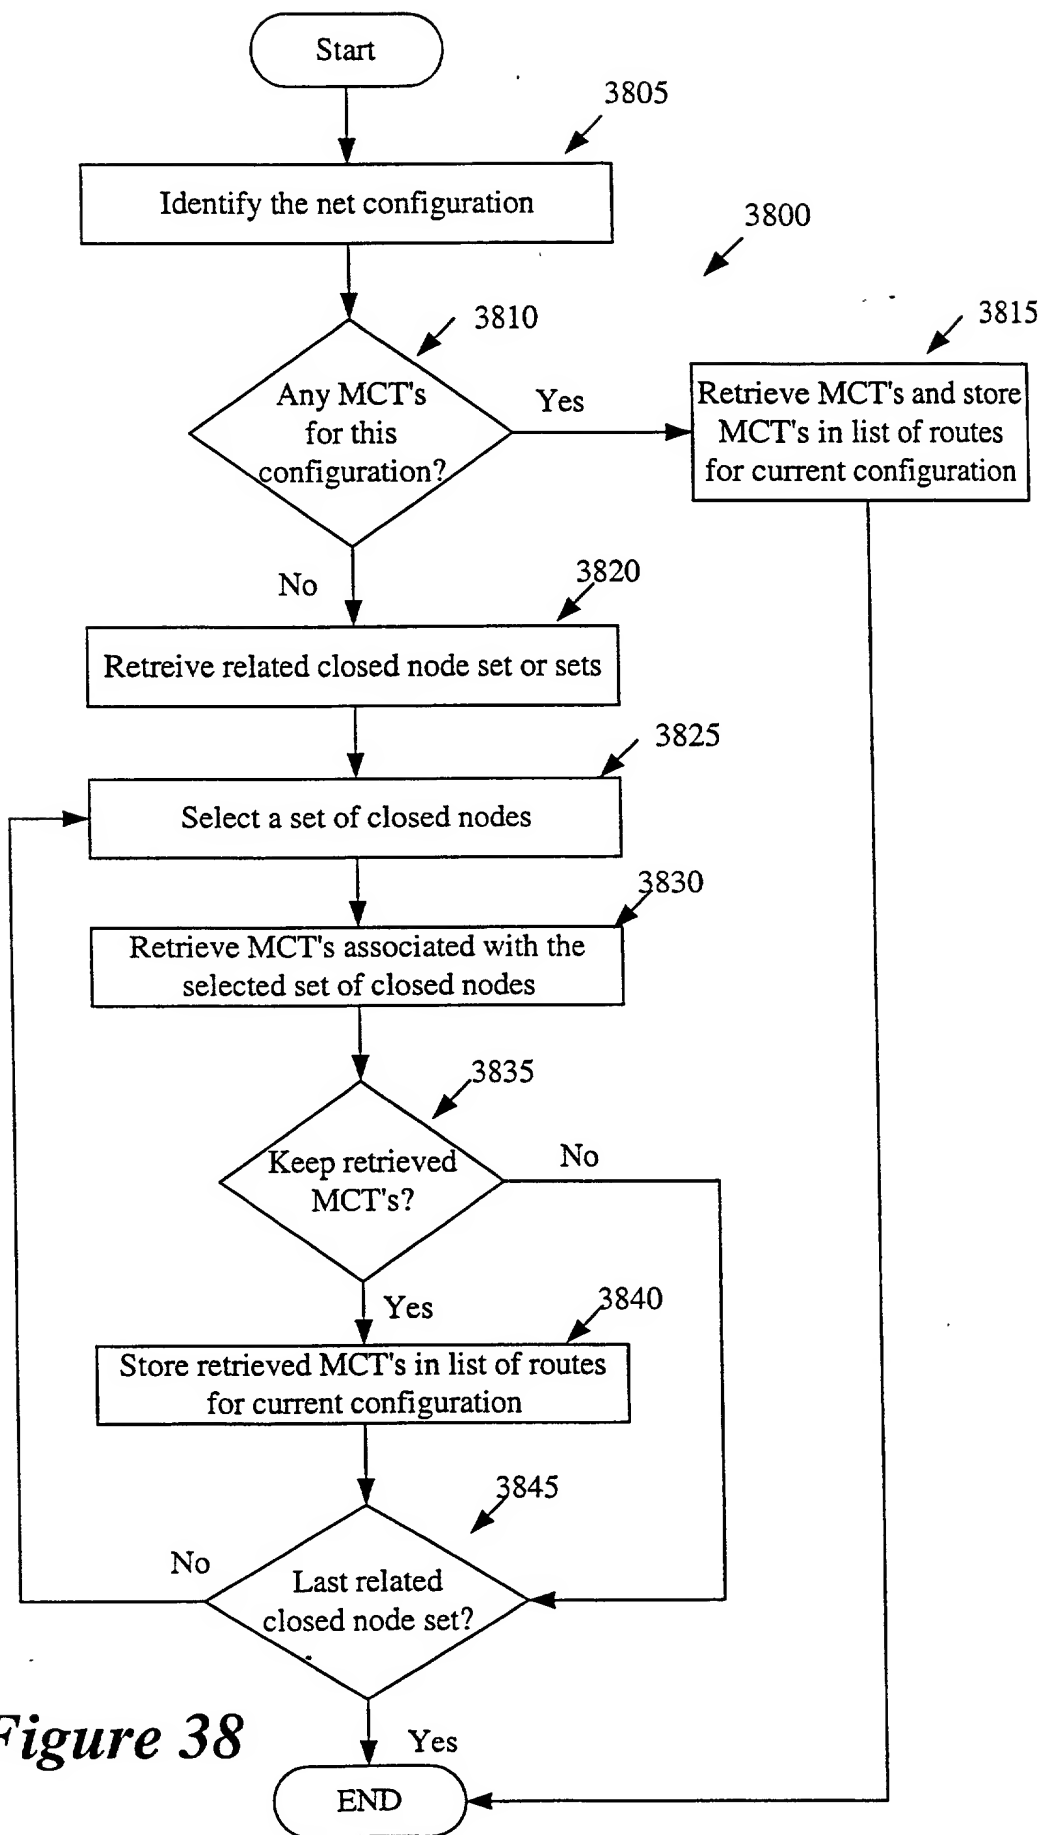 Start
3805
Identify the net configuration
3800
3810
3815
Any MCT's
for this
configuration?
Yes
Retrieve MCT's and store
MCT's in list of routes
for current configuration
No
3820
Retreive related closed node set or sets
3825
Select a set of closed nodes
3830
Retrieve MCT's associated with the
selected set of closed nodes
3835
Keep retrieved
MCT's?
No
Yes
3840
Store retrieved MCT's in list of routes
for current configuration
3845
No
Last related
closed node set?
Figure 38
Yes
END